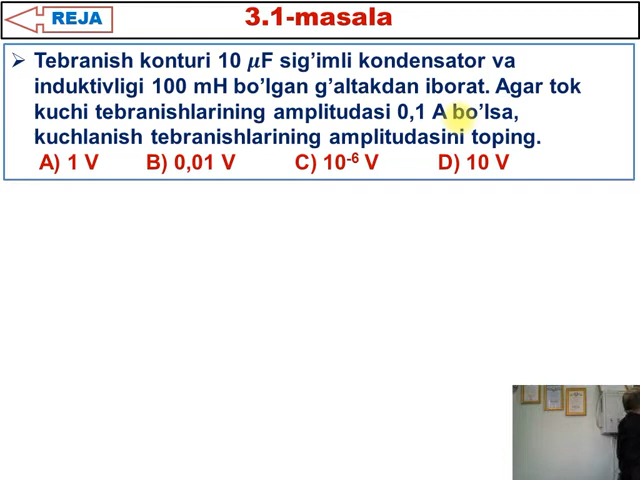 REJA
3.1-masala
➢ Tebranish konturi 10 𝜇F sig’imli kondensator va
induktivligi 100 mH bo’lgan g’altakdan iborat. Agar tok
kuchi tebranishlarining amplitudasi 0,1 A bo’lsa,
kuchlanish tebranishlarining amplitudasini toping.
A) 1 V B) 0,01 V C) 10⁻⁶ V D) 10 V